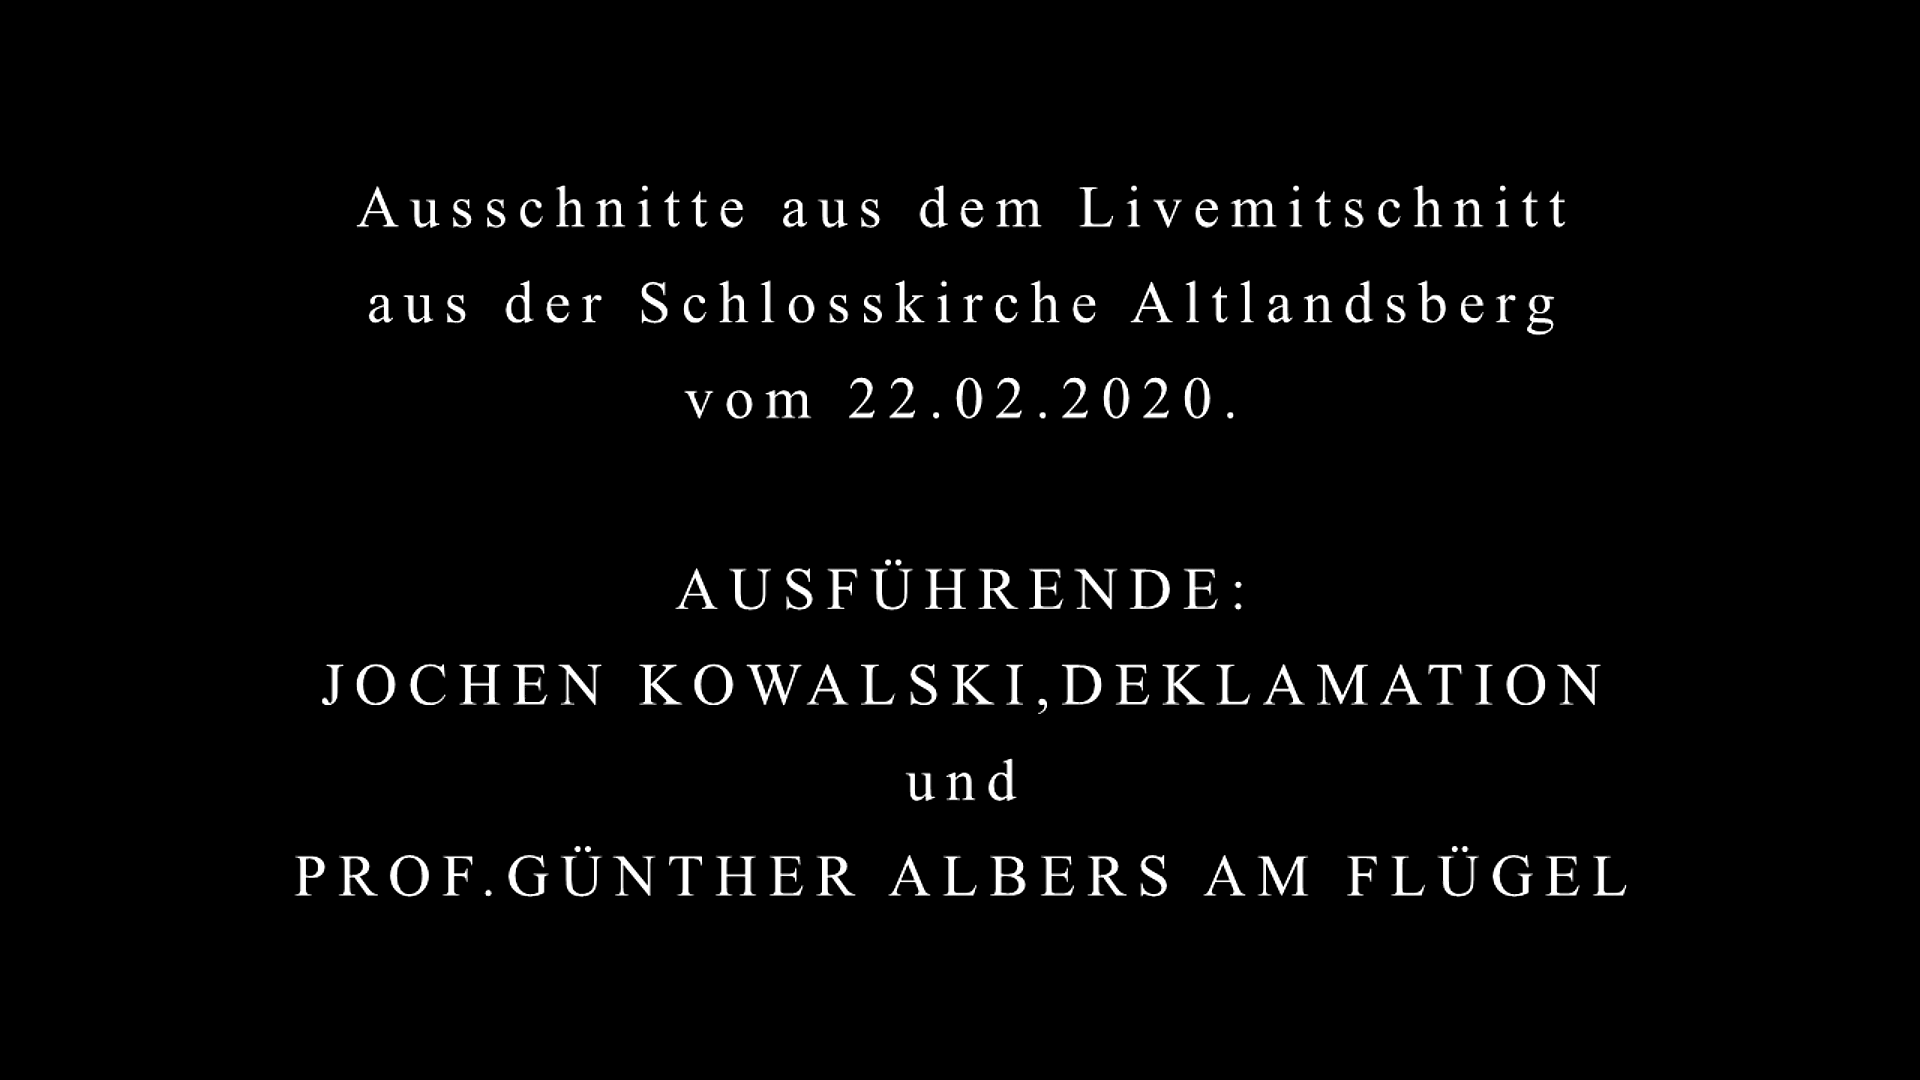 Ausschnitte aus dem Livemitschnitt
aus der Schlosskirche Altlandsberg
vom 22.02.2020.
AUSFÜHRENDE:
JOCHEN KOWALSKI,DEKLAMATION
und
PROF.GÜNTHER ALBERS AM FLÜGEL